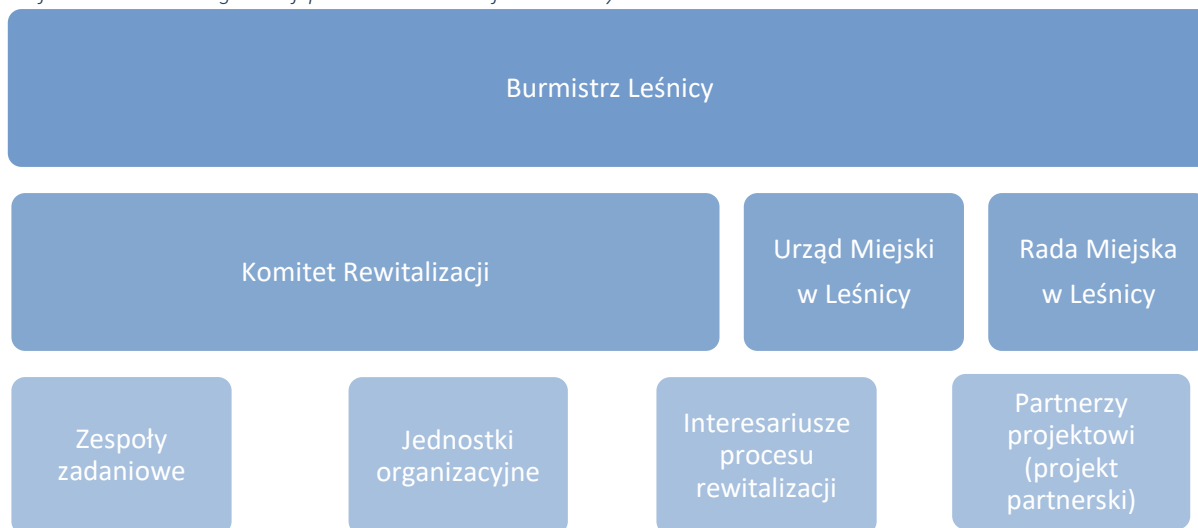 Burmistrz Leśnicy
Komitet Rewitalizacji
Urząd Miejski
w Leśnicy
Rada Miejska
w Leśnicy
Zespoły
zadaniowe
Jednostki
organizacyjne
Interesariusze
procesu
rewitalizacji
Partnerzy
projektowi
(projekt
partnerski)